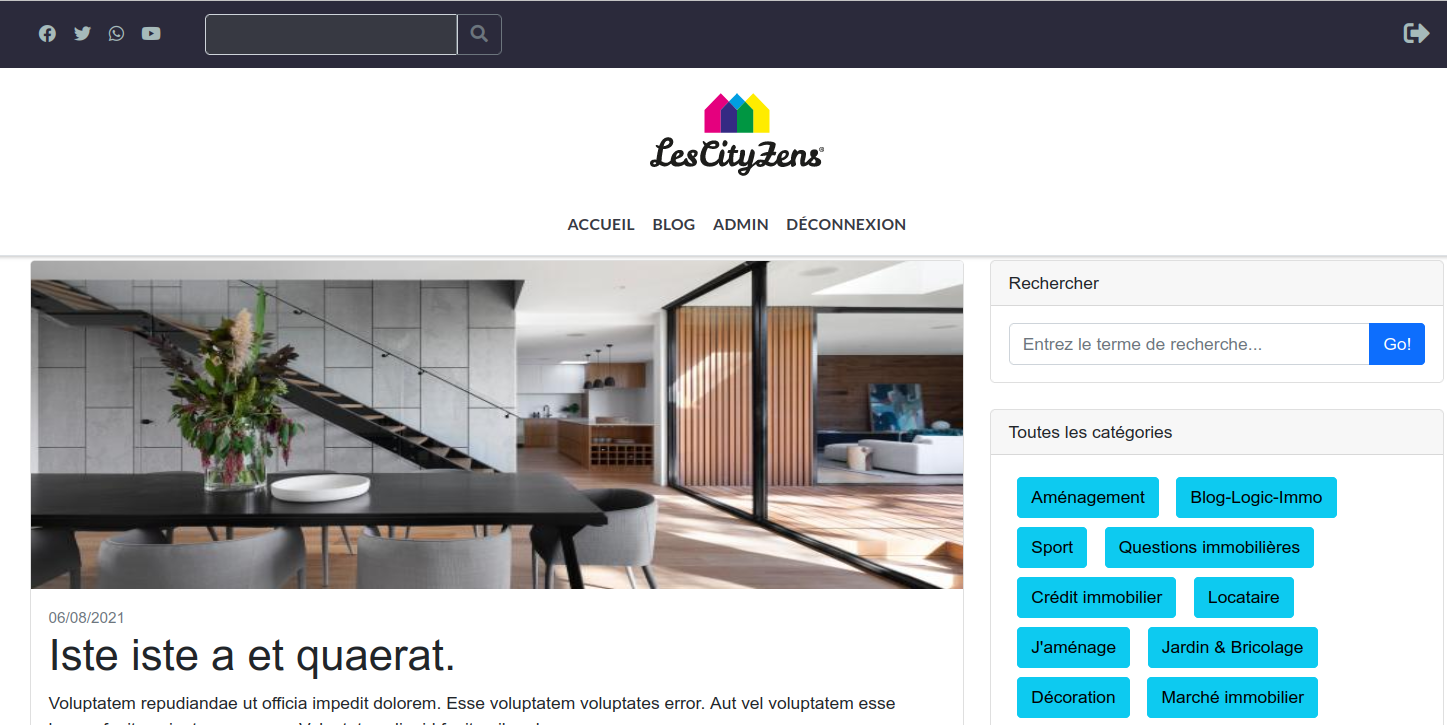 LesCityZens®
ACCUEIL BLOG ADMIN DÉCONNEXION
06/08/2021
Iste iste a et quaerat.
Voluptatem repudiandae ut officia impedit dolorem. Esse voluptatem voluptates error. Aut vel voluptatem esse
Rechercher
Entrez le terme de recherche... Go!
Toutes les catégories
Aménagement Blog-Logic-Immo
Sport Questions immobilières
Crédit immobilier Locataire
J'aménage Jardin & Bricolage
Décoration Marché immobilier